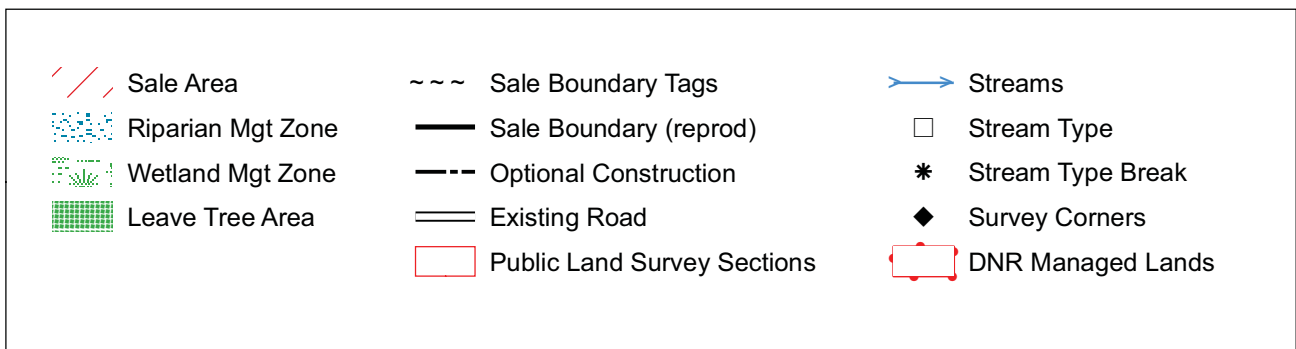 Sale Area
Riparian Mgt Zone
Wetland Mgt Zone
Leave Tree Area
Sale Boundary Tags
Sale Boundary (reprod)
Optional Construction
Existing Road
Public Land Survey Sections
Streams
Stream Type
Stream Type Break
Survey Corners
DNR Managed Lands